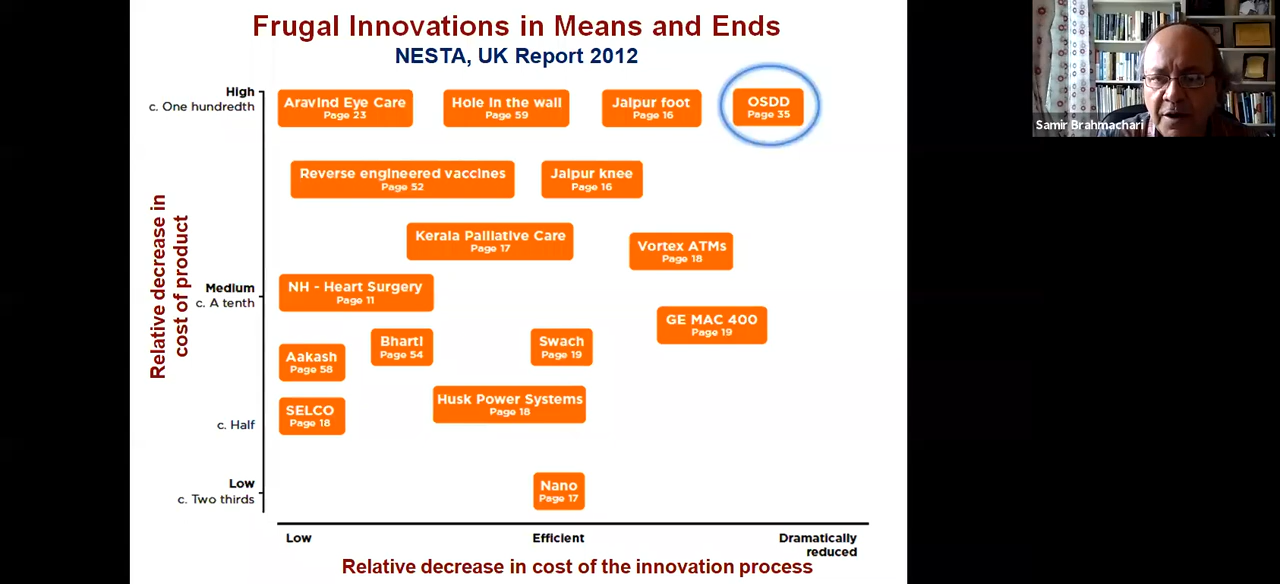 Frugal Innovations in Means and Ends
NESTA, UK Report 2012
Samir Brahmachari
High
c. One hundredth
Aravind Eye Care
Page 23
Hole in the wall
Page 59
Jaipur foot
Page 16
OSDD
Page 35
Reverse engineered vaccines
Page 52
Jaipur knee
Page 16
Kerala Palliative Care
Page 17
Vortex ATMs
Page 18
Relative decrease in
cost of product
Medium
c. A tenth
NH - Heart Surgery
Page 11
GE MAC 400
Page 19
Bharti
Page 54
Swach
Page 19
Aakash
Page 58
Husk Power Systems
Page 18
SELCO
Page 18
c. Half
Low
c. Two thirds
Nano
Page 17
Low
Efficient
Dramatically
reduced
Relative decrease in cost of the innovation process